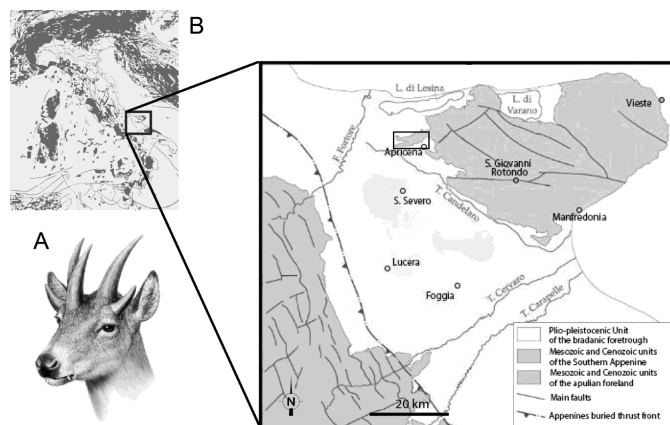 B
A
L. di Lesina
L. di
Varano
Vieste
F. Fortore
Apricena
S. Giovanni
Rotondo
S. Severo
T. Candelaro
Manfredonia
Lucera
Foggia
T. Cervaro
T. Carapelle
N
20 km
Plio-pleistocenic Unit
of the bradanic foretrough
Mesozoic and Cenozoic units
of the Southern Appenine
Mesozoic and Cenozoic units
of the apulian foreland
Main faults
Appenines buried thrust front